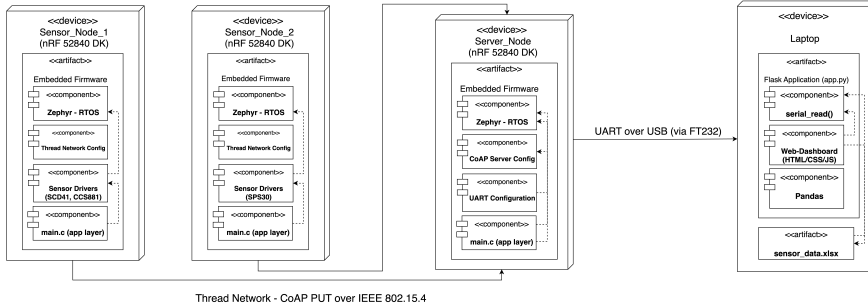 <<device>>
Sensor_Node_1
(nRF 52840 DK)
<<artifact>>
Embedded Firmware
<<component>>
Zephyr - RTOS
<<component>>
Thread Network Config
<<component>>
Sensor Drivers
(SCD41, CCS881)
<<component>>
main.c (app layer)
<<device>>
Sensor_Node_2
(nRF 52840 DK)
<<artifact>>
Embedded Firmware
<<component>>
Zephyr - RTOS
<<component>>
Thread Network Config
<<component>>
Sensor Drivers
(SPS30)
<<component>>
main.c (app layer)
<<device>>
Server_Node
(nRF 52840 DK)
<<artifact>>
Embedded Firmware
<<component>>
Zephyr - RTOS
<<component>>
CoAP Server Config
<<component>>
UART Configuration
<<component>>
main.c (app layer)
UART over USB (via FT232)
<<device>>
Laptop
<<artifact>>
Flask Application (app.py)
<<component>>
serial_read()
<<component>>
Web-Dashboard
(HTML/CSS/JS)
<<component>>
Pandas
<<artifact>>
sensor_data.xlsx
Thread Network - CoAP PUT over IEEE 802.15.4